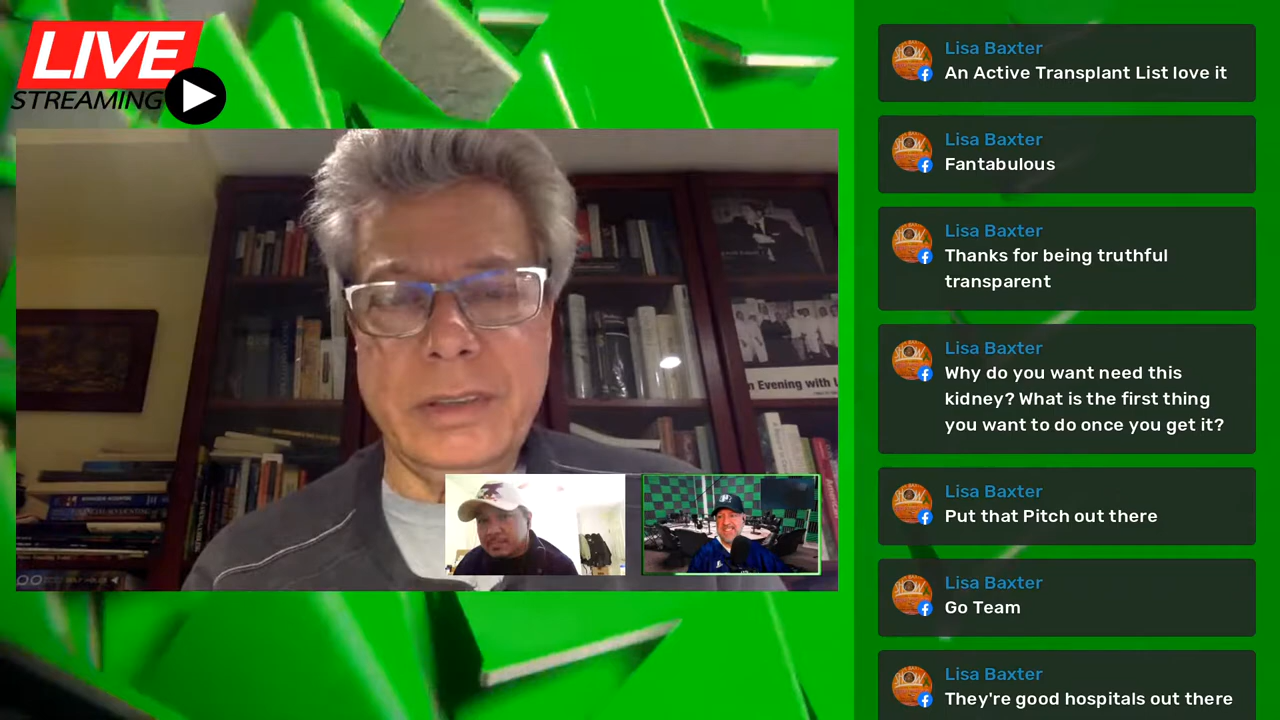 LIVE
STREAMING
n Evening with L
Lisa Baxter
An Active Transplant List love it
Lisa Baxter
Fantabulous
Lisa Baxter
Thanks for being truthful
transparent
Lisa Baxter
Why do you want need this
kidney? What is the first thing
you want to do once you get it?
Lisa Baxter
Put that Pitch out there
Lisa Baxter
Go Team
Lisa Baxter
They're good hospitals out there